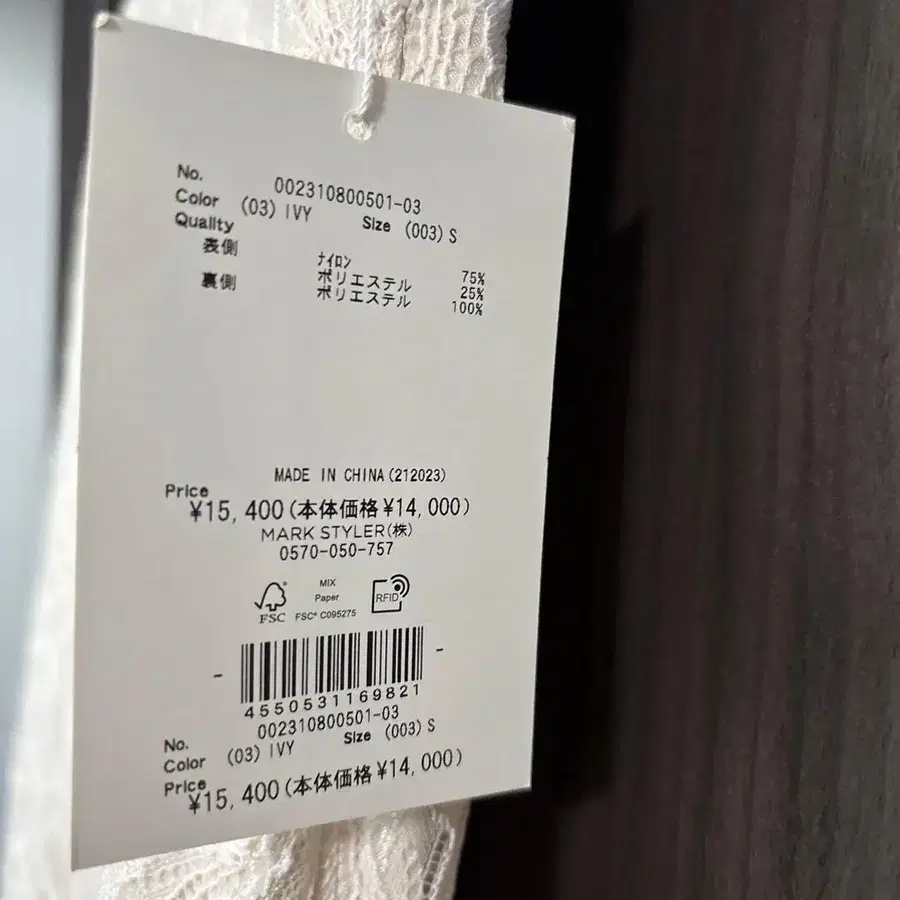 No. 002310800501-03
Color (03) IVY Size (003) S
Quality
表側 ナイロン 75%
ポリエステル 25%
裏側 ポリエステル 100%
MADE IN CHINA(212023)
Price
¥15,400(本体価格¥14,000)
MARK STYLER(株)
0570-050-757
FSC® MIX
Paper
FSC® C095275
RFID
4550531169821
No. 002310800501-03
Color (03) IVY Size (003) S
Price
¥15,400(本体価格¥14,000)